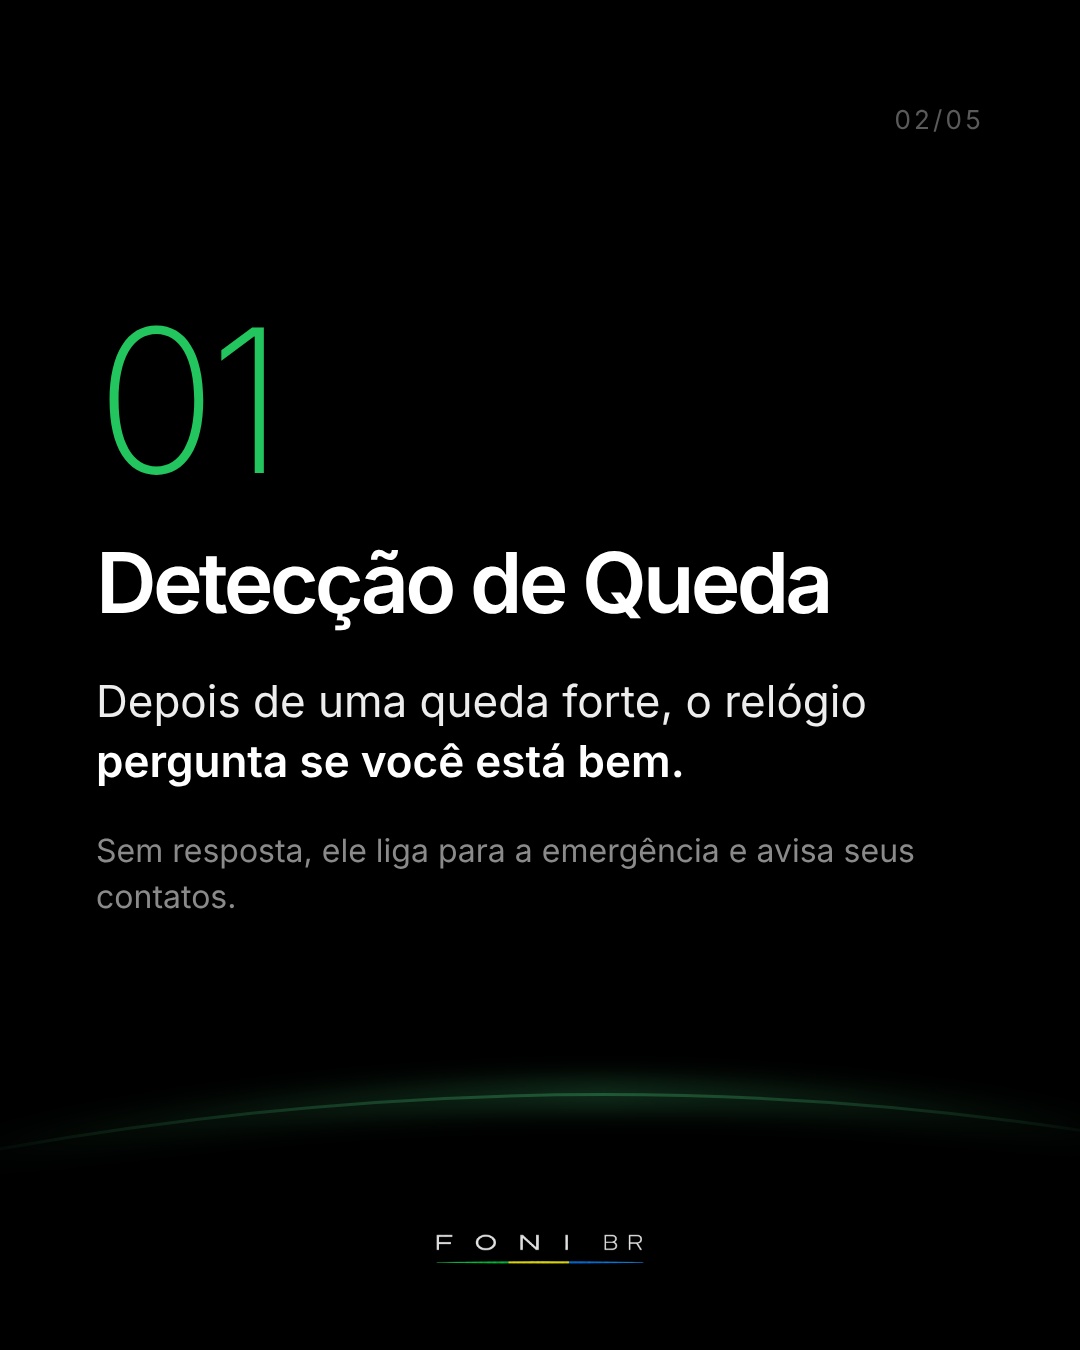 02/05
01
Detecção de Queda
Depois de uma queda forte, o relógio
pergunta se você está bem.
Sem resposta, ele liga para a emergência e avisa seus
contatos.
FONI BR